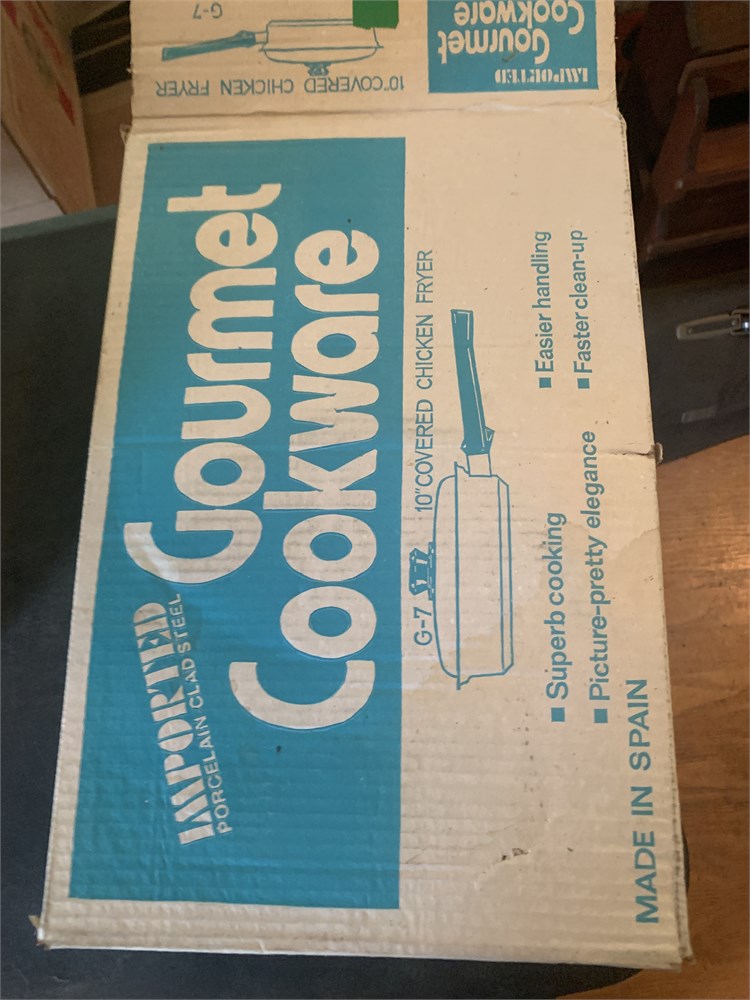 G-7
10" COVERED CHICKEN FRYER
IMPORTED
Gourmet
Cookware
IMPORTED
PORCELAIN CLAD STEEL
Gourmet
Cookware
G-7 10" COVERED CHICKEN FRYER
■ Superb cooking ■ Easier handling
■ Picture-pretty elegance ■ Faster clean-up
MADE IN SPAIN